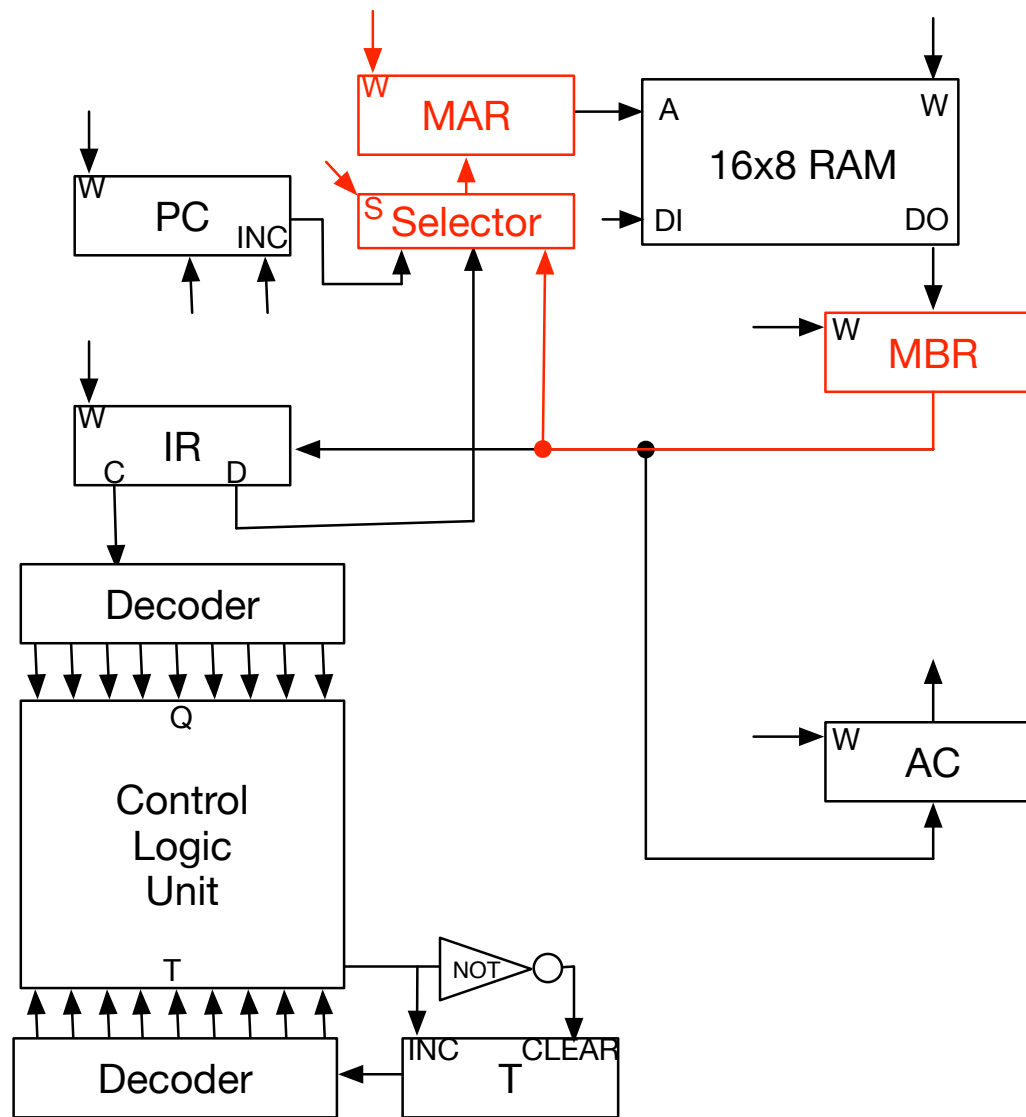 W
MAR
A
W
16x8 RAM
DI
DO
W
PC
INC
S
Selector
W
MBR
W
IR
C
D
Decoder
Q
Control
Logic
Unit
T
W
AC
NOT
INC
CLEAR
T
Decoder